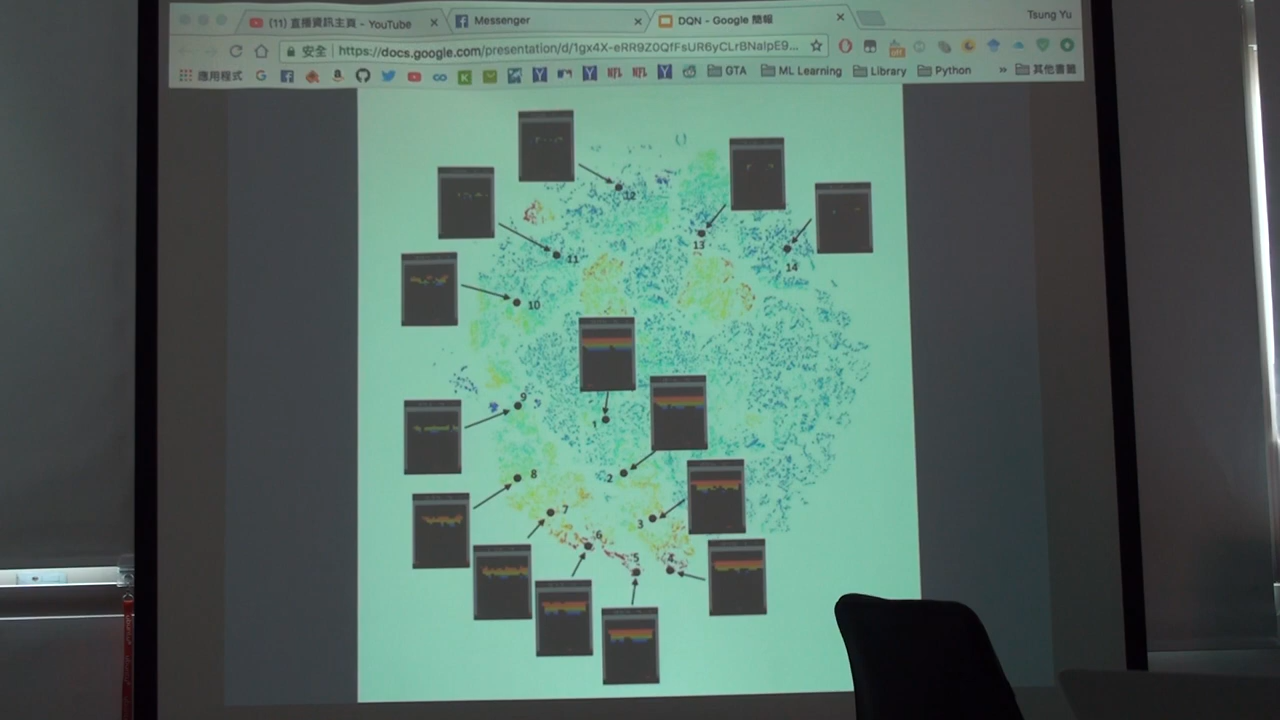 (11) 直播資訊主頁 - YouTube
Messenger
DQN - Google 簡報
Tsung Yu
安全
https://docs.google.com/presentation/d/1gx4X-eRR9Z0QfFsUR6yCLrBNaIpE9...
應用程式
GTA
ML Learning
Library
Python
»
其他書籤
12
13
11
14
10
9
1
8
2
7
3
6
5
4